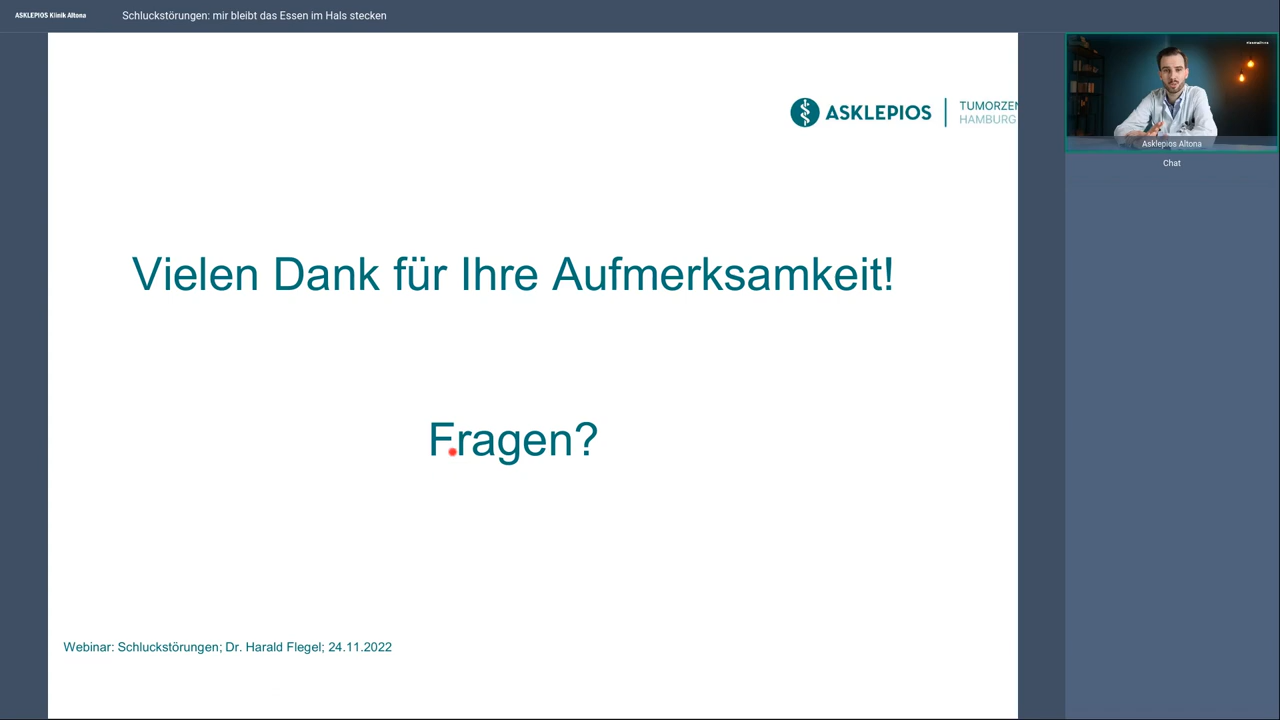 ASKLEPIOS Klinik Altona
Schluckstörungen: mir bleibt das Essen im Hals stecken
ASKLEPIOS
TUMORZEN
HAMBURG
Asklepios Altona
Chat
Vielen Dank für Ihre Aufmerksamkeit!
Fragen?
Webinar: Schluckstörungen; Dr. Harald Flegel; 24.11.2022